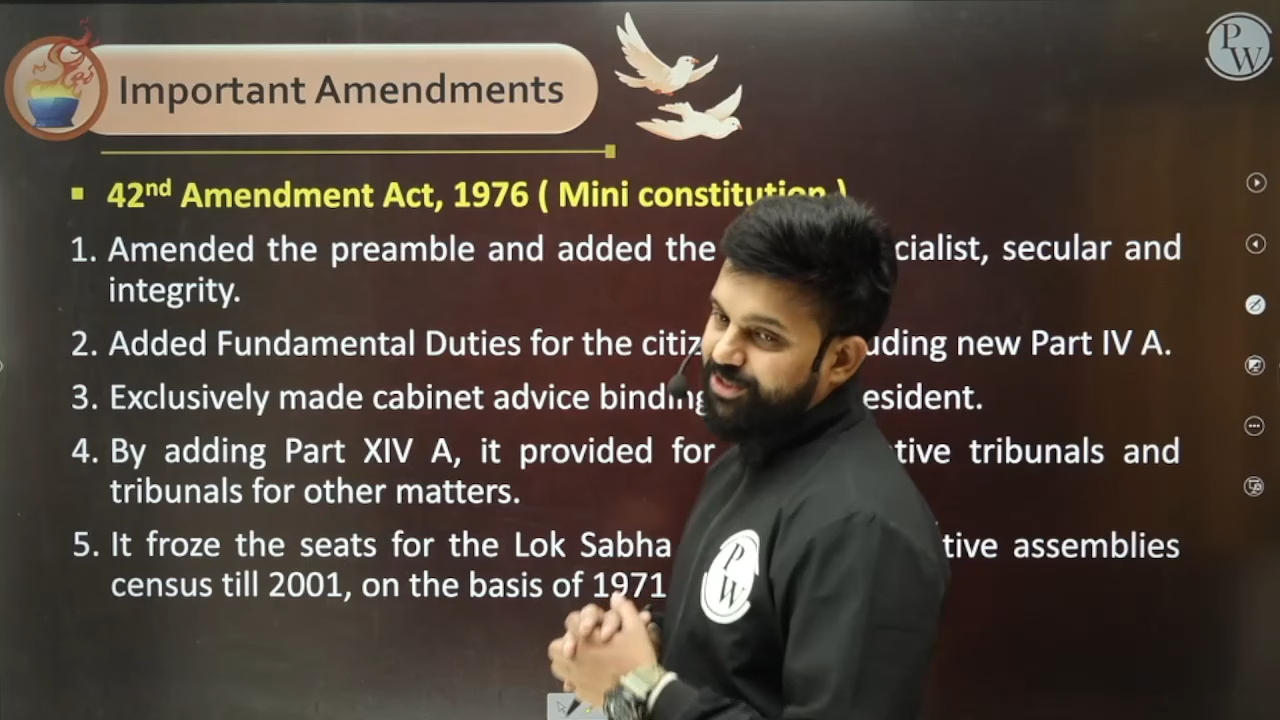 Important Amendments
PW
▪ 42nd Amendment Act, 1976 ( Mini constitution )
1. Amended the preamble and added the cialist, secular and
integrity.
2. Added Fundamental Duties for the citiz uding new Part IV A.
3. Exclusively made cabinet advice binding esident.
4. By adding Part XIV A, it provided for tive tribunals and
tribunals for other matters.
5. It froze the seats for the Lok Sabha tive assemblies
census till 2001, on the basis of 1971
PW